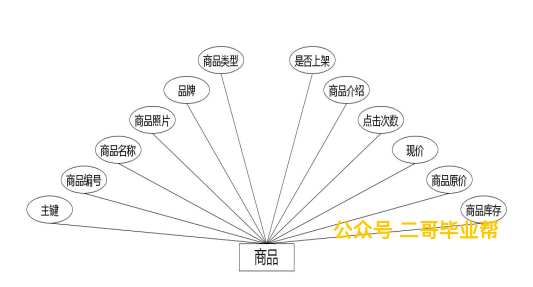 商品类型
是否上架
品牌
商品介绍
商品照片
点击次数
商品名称
现价
商品编号
商品原价
主键
商品库存
公众号 二哥毕业帮
商品